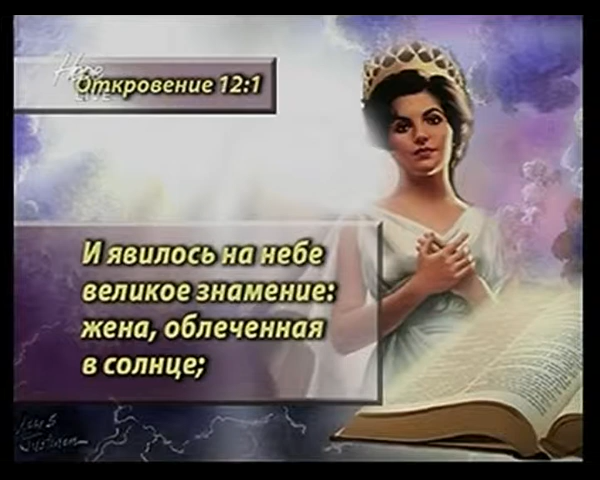 Откровение 12:1
И явилось на небе
великое знамение:
жена, облеченная
в солнце;